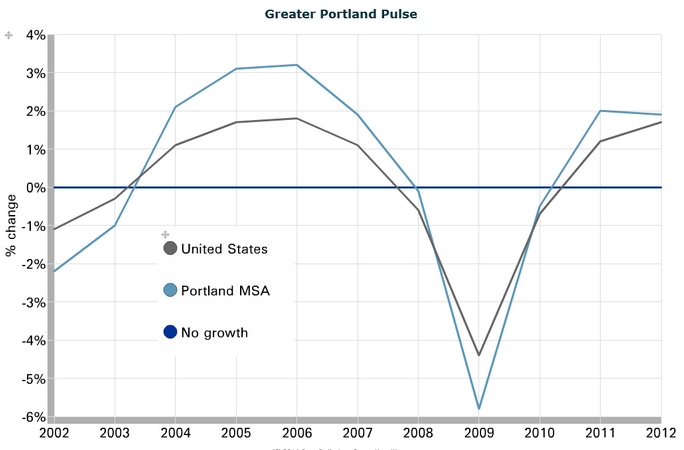 Greater Portland Pulse
4%
3%
2%
1%
0%
-1%
-2%
-3%
-4%
-5%
-6%
% change
United States
Portland MSA
No growth
2002 2003 2004 2005 2006 2007 2008 2009 2010 2011 2012